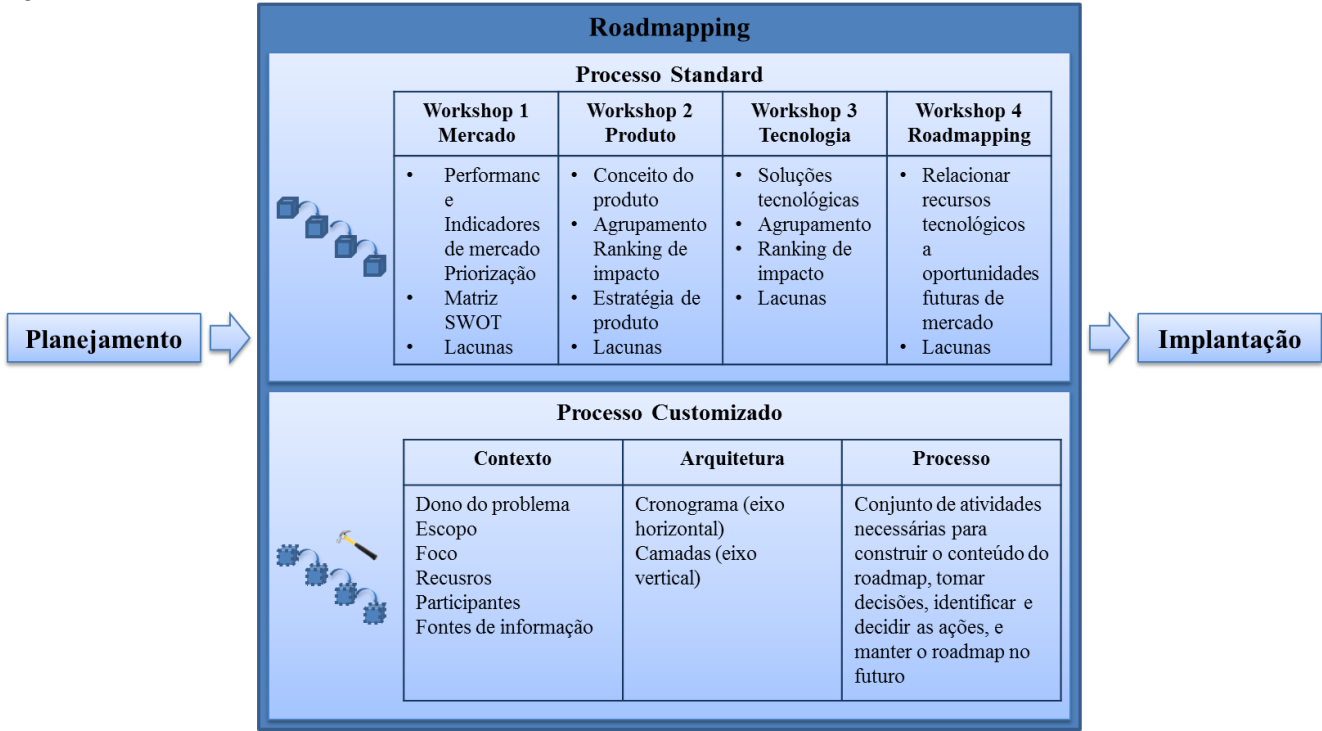 Roadmapping
Processo Standard
Workshop 1
Mercado
Workshop 2
Produto
Workshop 3
Tecnologia
Workshop 4
Roadmapping
• Performanc
e
Indicadores
de mercado
Priorização
• Matriz
SWOT
• Lacunas
• Conceito do
produto
• Agrupamento
Ranking de
impacto
• Estratégia de
produto
• Lacunas
• Soluções
tecnológicas
• Agrupamento
• Ranking de
impacto
• Lacunas
• Relacionar
recursos
tecnológicos
a
oportunidades
futuras de
mercado
• Lacunas
Planejamento
Implantação
Processo Customizado
Contexto
Arquitetura
Processo
Dono do problema
Escopo
Foco
Recusros
Participantes
Fontes de informação
Cronograma (eixo
horizontal)
Camadas (eixo
vertical)
Conjunto de atividades
necessárias para
construir o conteúdo do
roadmap, tomar
decisões, identificar e
decidir as ações, e
manter o roadmap no
futuro